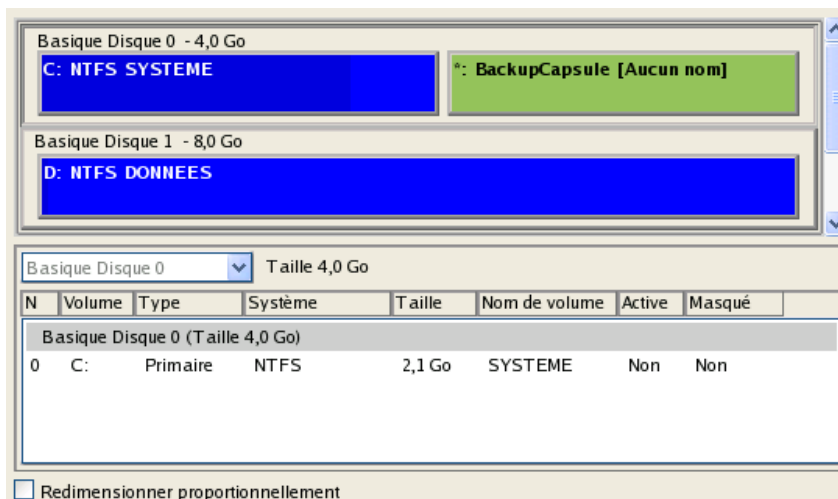 Basique Disque 0 - 4,0 Go
C: NTFS SYSTEME
*: BackupCapsule [Aucun nom]
Basique Disque 1 - 8,0 Go
D: NTFS DONNEES
Basique Disque 0 Taille 4,0 Go
N Volume Type Système Taille Nom de volume Active Masqué
Basique Disque 0 (Taille 4,0 Go)
0 C: Primaire NTFS 2,1 Go SYSTEME Non Non
Redimensionner proportionnellement